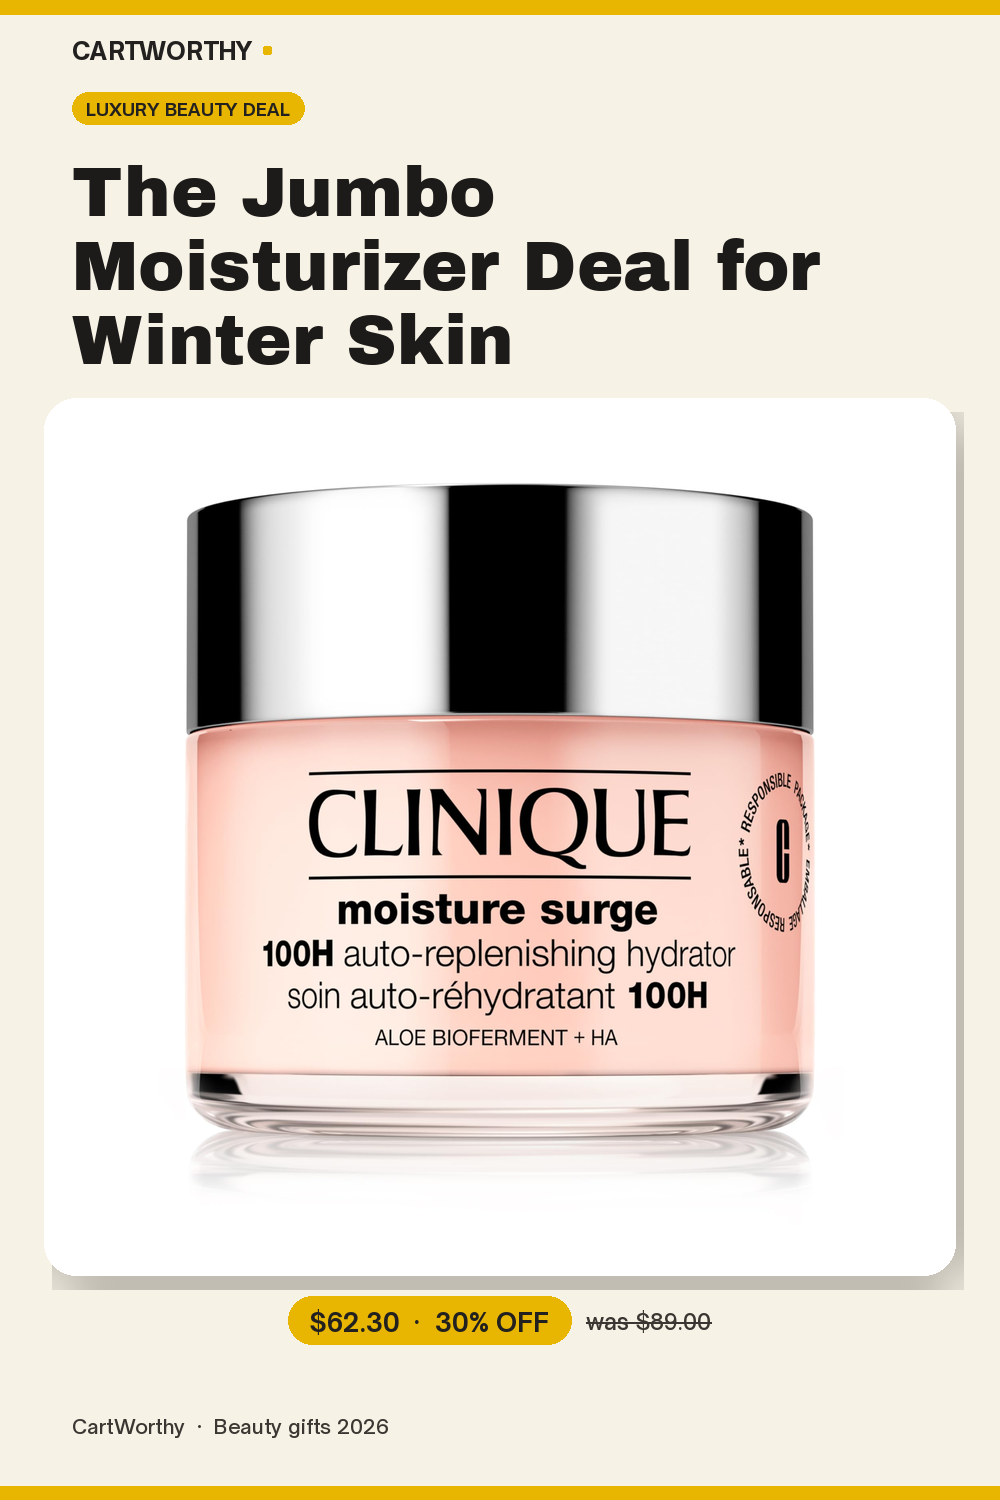 CARTWORTHY
LUXURY BEAUTY DEAL
The Jumbo
Moisturizer Deal for
Winter Skin
CLINIQUE
moisture surge
100H auto-replenishing hydrator
soin auto-réhydratant 100H
ALOE BIOFERMENT + HA
RESPONSIBLE PACKAGE * EMBALLAGE RESPONSABLE *
C
$62.30 · 30% OFF was $89.00
CartWorthy · Beauty gifts 2026